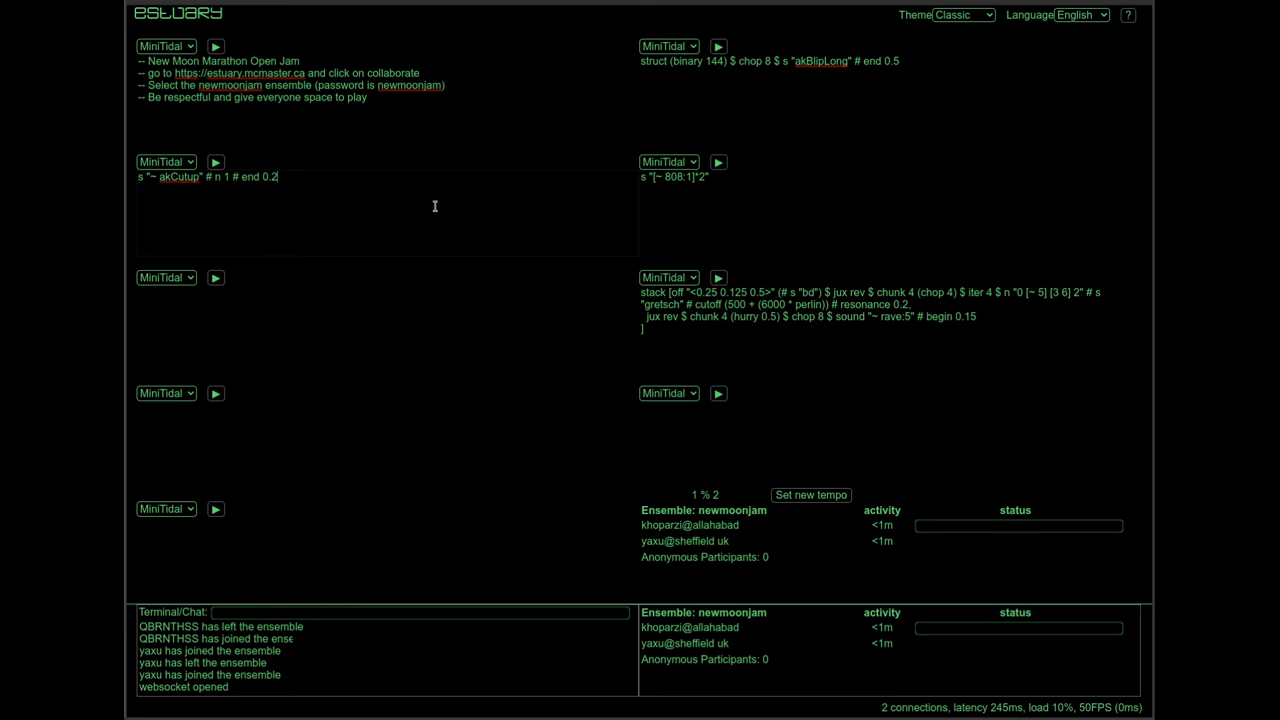 estuary
Theme Classic Language English ?
MiniTidal
-- New Moon Marathon Open Jam
-- go to https://estuary.mcmaster.ca and click on collaborate
-- Select the newmoonjam ensemble (password is newmoonjam)
-- Be respectful and give everyone space to play
MiniTidal
struct (binary 144) $ chop 8 $ s "akBlipLong" # end 0.5
MiniTidal
s "~ akCutup" # n 1 # end 0.2
MiniTidal
s "[~ 808:1]*2"
MiniTidal
MiniTidal
stack [off "<0.25 0.125 0.5>" (# s "bd") $ jux rev $ chunk 4 (chop 4) $ iter 4 $ n "0 [~ 5] [3 6] 2" # s
"gretsch" # cutoff (500 + (6000 * perlin)) # resonance 0.2,
jux rev $ chunk 4 (hurry 0.5) $ chop 8 $ sound "~ rave:5" # begin 0.15
]
MiniTidal
MiniTidal
MiniTidal
1 % 2 Set new tempo
Ensemble: newmoonjam activity status
khoparzi@allahabad <1m
yaxu@sheffield uk <1m
Anonymous Participants: 0
Terminal/Chat:
QBRNTHSS has left the ensemble
QBRNTHSS has joined the ense
yaxu has joined the ensemble
yaxu has left the ensemble
yaxu has joined the ensemble
websocket opened
Ensemble: newmoonjam activity status
khoparzi@allahabad <1m
yaxu@sheffield uk <1m
Anonymous Participants: 0
2 connections, latency 245ms, load 10%, 50FPS (0ms)